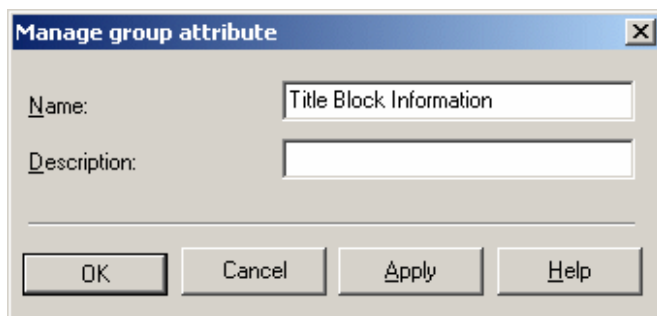 Manage group attribute
Name: Title Block Information
Description:
OK Cancel Apply Help